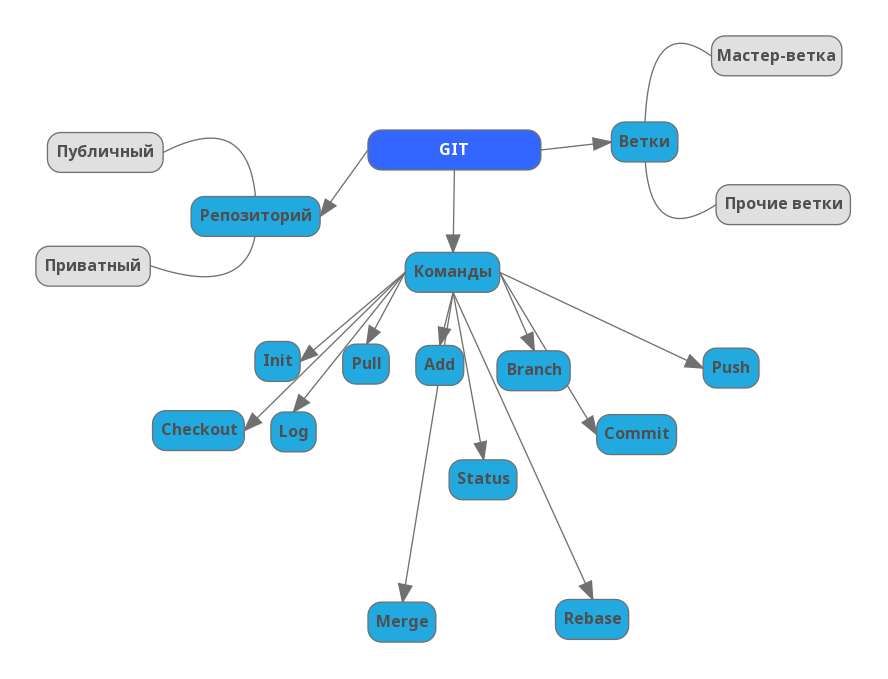 Мастер-ветка
GIT
Ветки
Публичный
Прочие ветки
Репозиторий
Приватный
Команды
Init
Pull
Add
Branch
Push
Checkout
Log
Commit
Status
Merge
Rebase